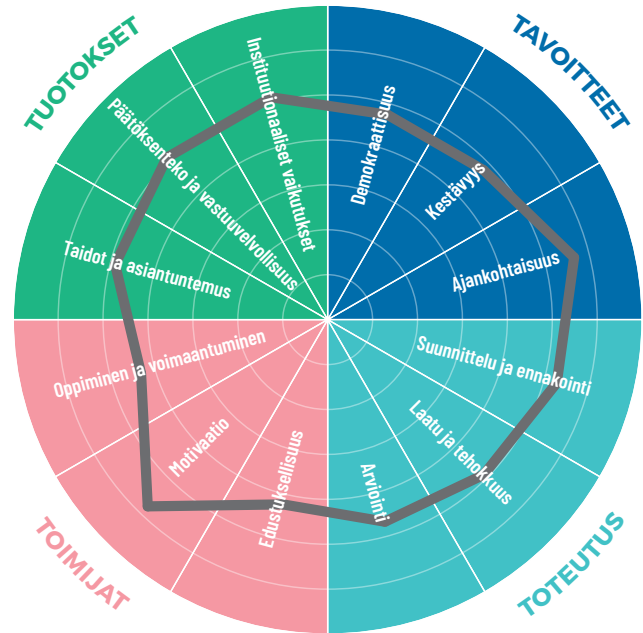 TUOTOKSET
TAVOITTEET
Institutionaaliset vaikutukset
Demokraattisuus
Päätöksenteko ja vastuuvelvollisuus
Kestävyys
Taidot ja asiantuntemus
Ajankohtaisuus
Oppiminen ja voimaantuminen
Suunnittelu ja ennakointi
Motivaatio
Laatu ja tehokkuus
Edustuksellisuus
Arviointi
TOIMIJAT
TOTEUTUS